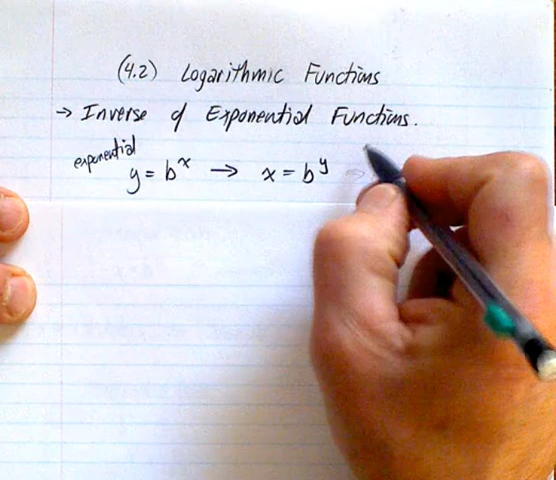 (4.2) Logarithmic Functions
→ Inverse of Exponential Functions.
exponential
y = b^x → x = b^y ⇒